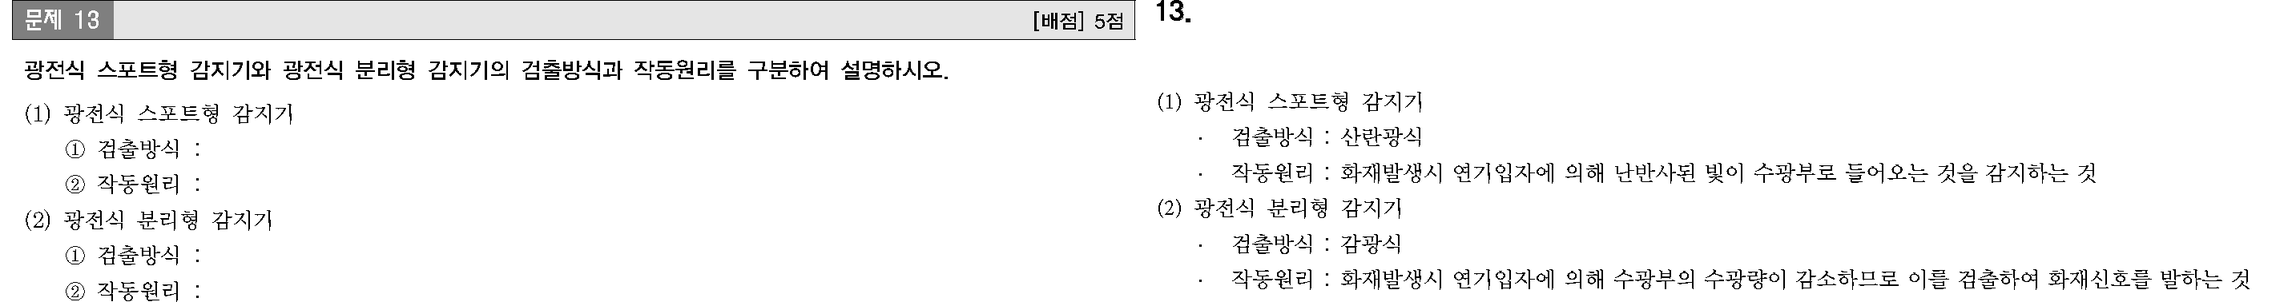 문제 13
[배점] 5점
광전식 스포트형 감지기와 광전식 분리형 감지기의 검출방식과 작동원리를 구분하여 설명하시오.
(1) 광전식 스포트형 감지기
① 검출방식 :
② 작동원리 :
(2) 광전식 분리형 감지기
① 검출방식 :
② 작동원리 :
13.
(1) 광전식 스포트형 감지기
· 검출방식 : 산란광식
· 작동원리 : 화재발생시 연기입자에 의해 난반사된 빛이 수광부로 들어오는 것을 감지하는 것
(2) 광전식 분리형 감지기
· 검출방식 : 감광식
· 작동원리 : 화재발생시 연기입자에 의해 수광부의 수광량이 감소하므로 이를 검출하여 화재신호를 발하는 것